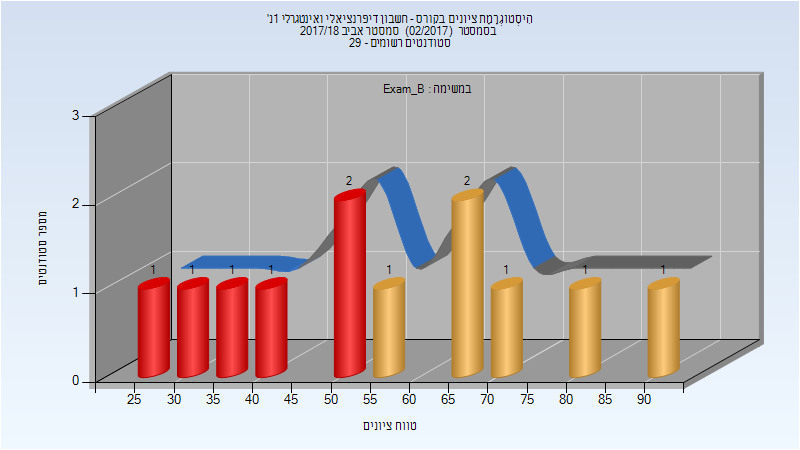 הִיסְטוֹגְרָמַת ציונים בקורס - חשבון דיפרנציאלי ואינטגרלי 1נ'
בסמסטר (02/2017) סמסטר אביב 2017/18
סטודנטים רשומים - 29
במשימה : Exam_B
מספר סטודנטים
3
2
1
0
1 1 1 1 2 1 2 1 1 1
25 30 35 40 45 50 55 60 65 70 75 80 85 90
טווח ציונים